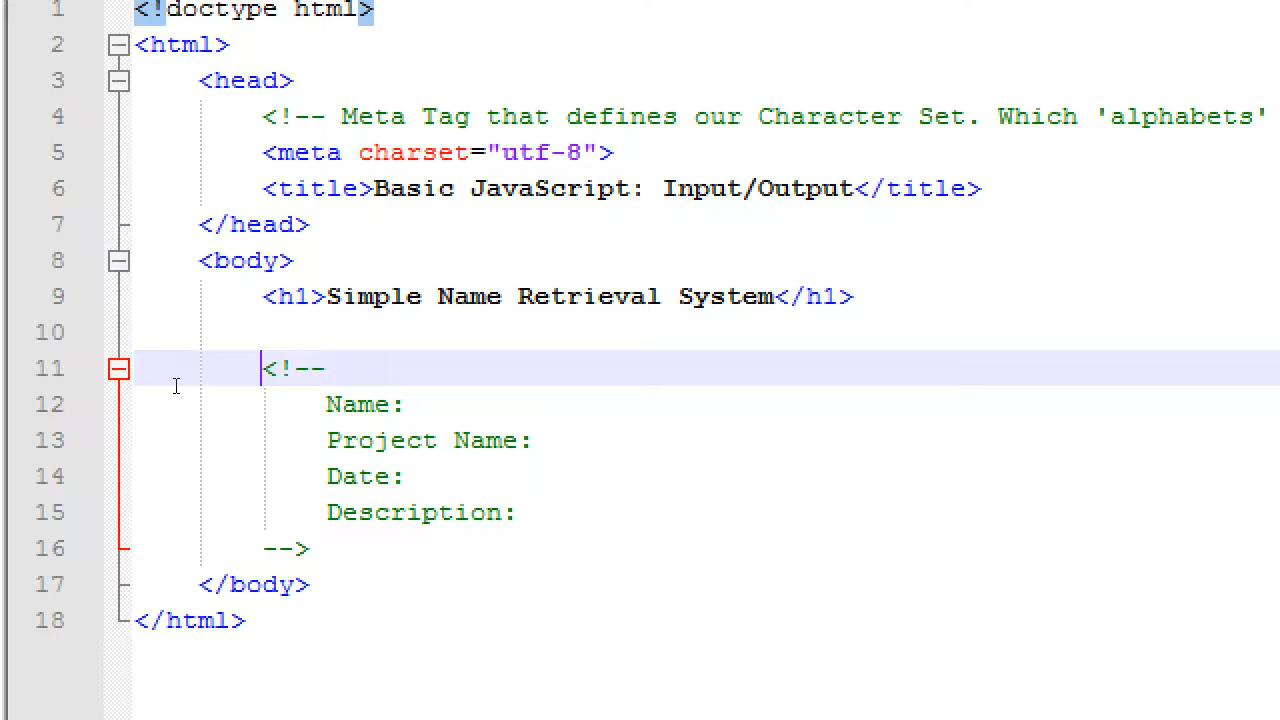 1 <!doctype html>
2 <html>
3 <head>
4 <!-- Meta Tag that defines our Character Set. Which 'alphabets'
5 <meta charset="utf-8">
6 <title>Basic JavaScript: Input/Output</title>
7 </head>
8 <body>
9 <h1>Simple Name Retrieval System</h1>
10
11 <!--
12 Name:
13 Project Name:
14 Date:
15 Description:
16 -->
17 </body>
18 </html>